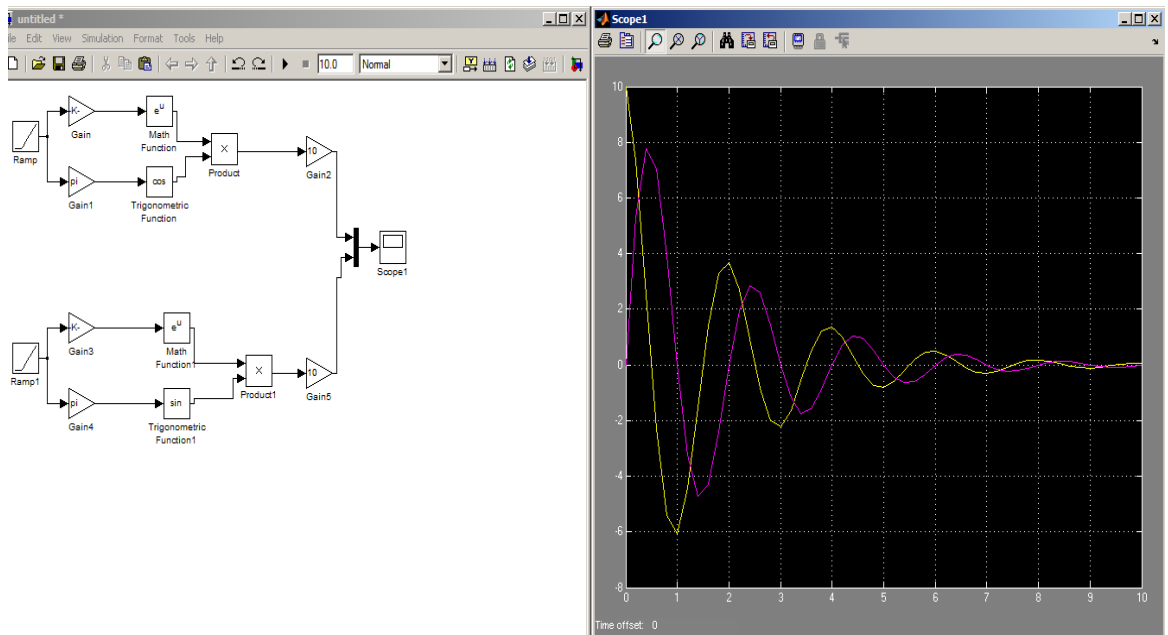 untitled *
ile Edit View Simulation Format Tools Help
10.0 Normal
Ramp
-K-
Gain
eu
Math
Function
pi
Gain1
cos
Trigonometric
Function
X
Product
10
Gain2
Scope1
Ramp1
-K-
Gain3
eu
Math
Function1
pi
Gain4
sin
Trigonometric
Function1
X
Product1
10
Gain5
Scope1
10
8
6
4
2
0
-2
-4
-6
-8
0 1 2 3 4 5 6 7 8 9 10
Time offset: 0